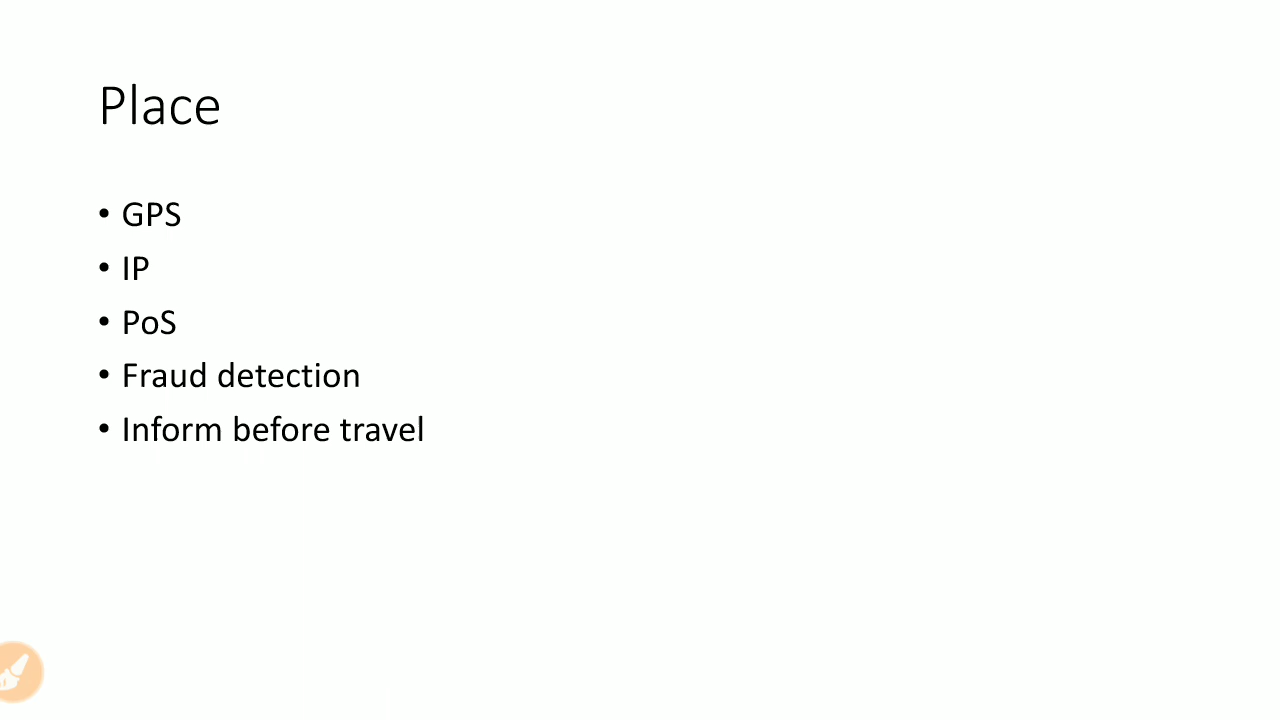 Place
• GPS
• IP
• PoS
• Fraud detection
• Inform before travel